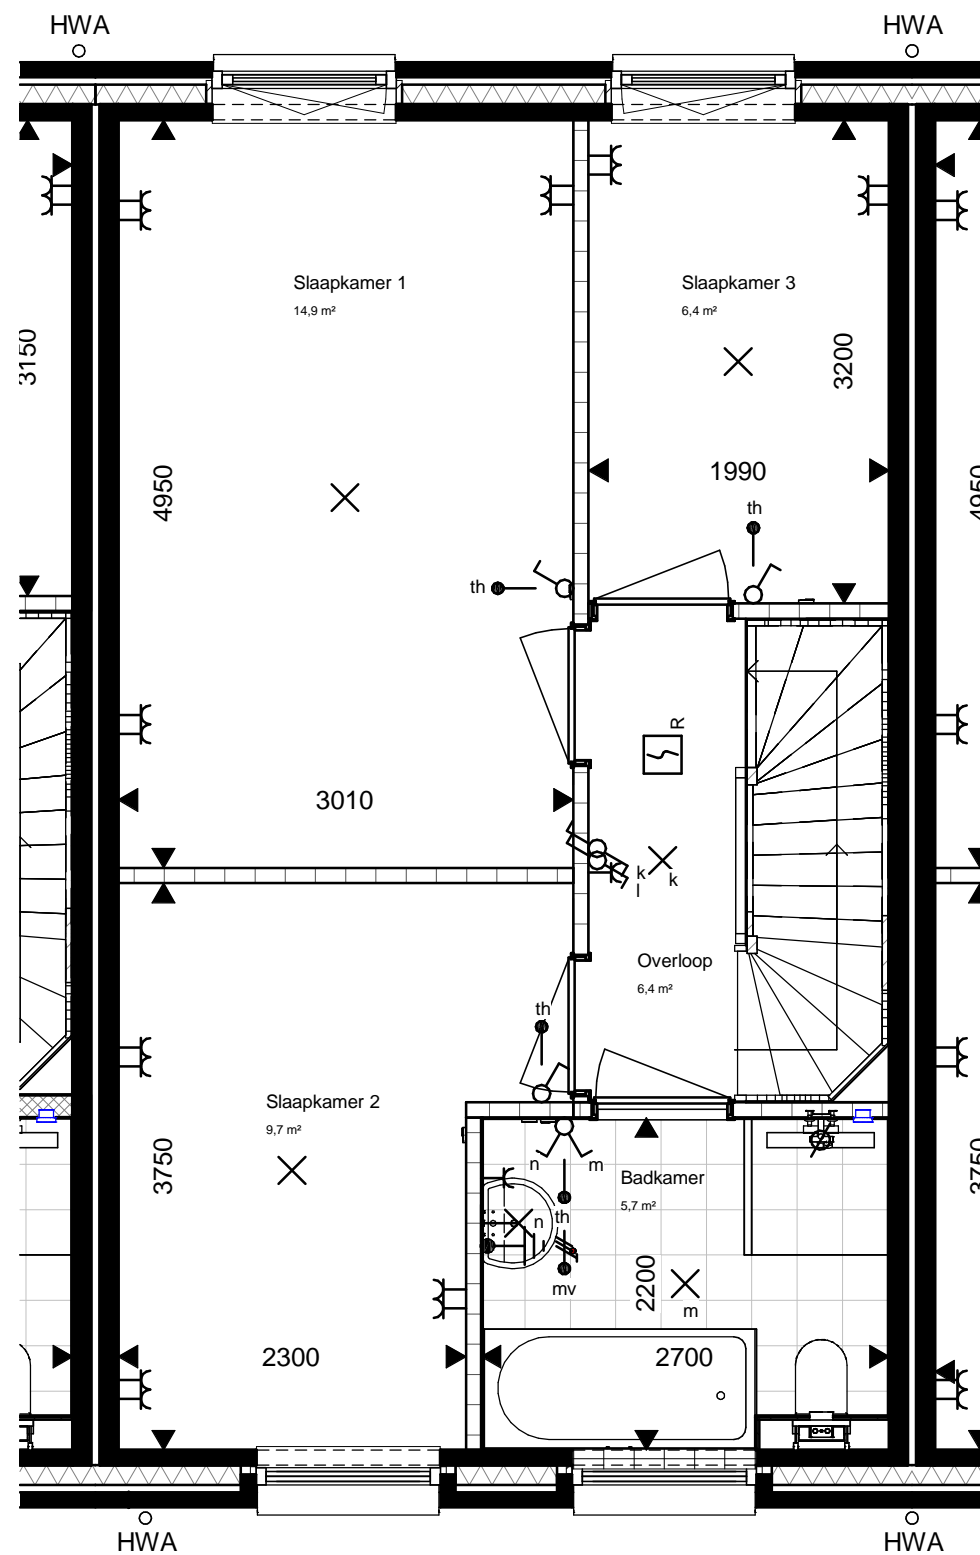 HWA
HWA
Slaapkamer 1
14,9 m²
Slaapkamer 3
6,4 m²
3150
3200
4950
1990
4950
th
th
R
3010
k
l
k
Overloop
6,4 m²
th
Slaapkamer 2
9,7 m²
3750
n
m
Badkamer
5,7 m²
3750
th
n
l
2200
mv
m
2300
2700
HWA
HWA